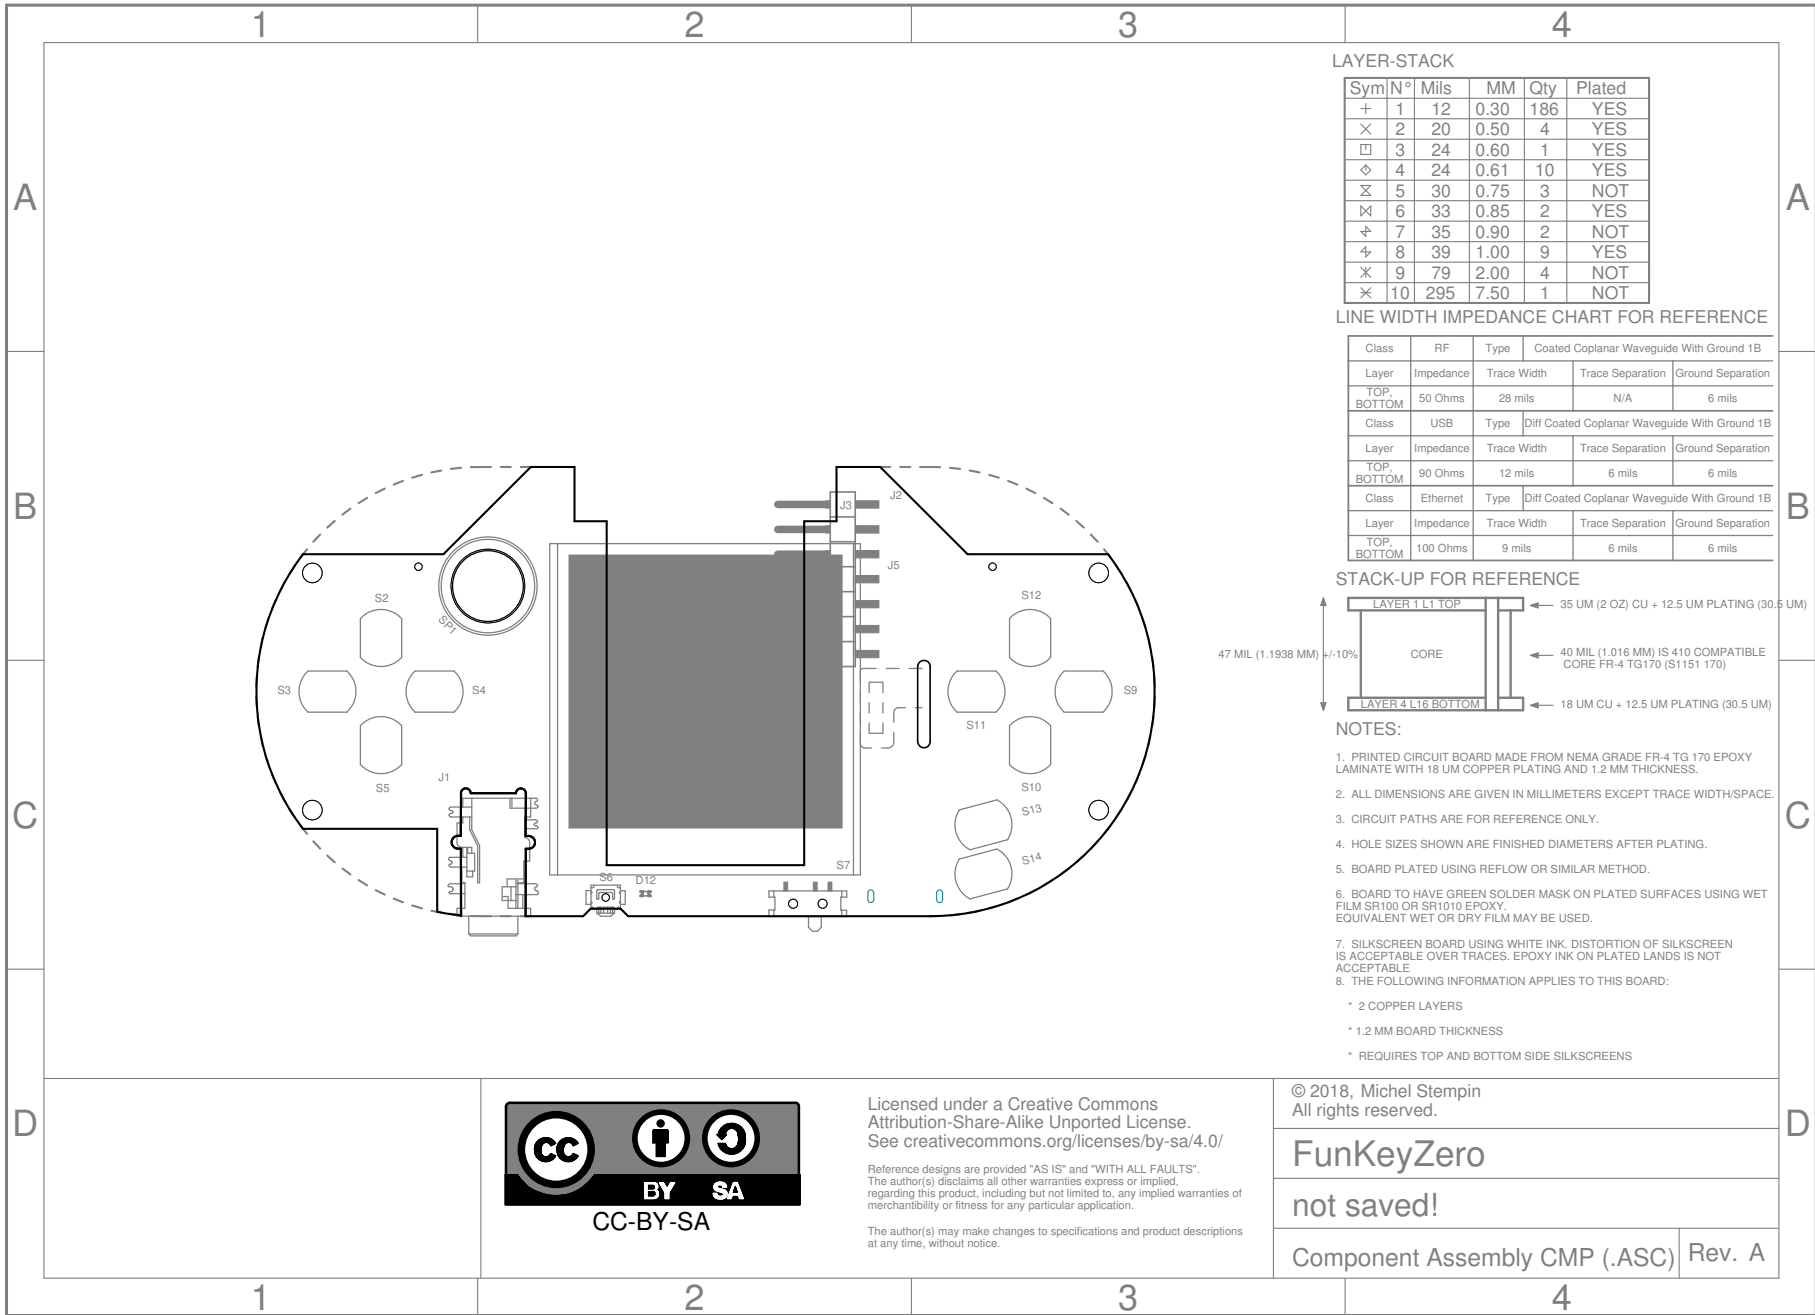 1 2 3 4
LAYER-STACK
Sym N° Mils MM Qty Plated
1 12 0.30 186 YES
2 20 0.50 4 YES
3 24 0.60 1 YES
4 24 0.61 10 YES
5 30 0.75 3 NOT
6 33 0.85 2 YES
7 35 0.90 2 NOT
8 39 1.00 9 YES
9 79 2.00 4 NOT
10 295 7.50 1 NOT
A A
LINE WIDTH IMPEDANCE CHART FOR REFERENCE
Class RF Type Coated Coplanar Waveguide With Ground 1B
Layer Impedance Trace Width Trace Separation Ground Separation
TOP, BOTTOM 50 Ohms 28 mils N/A 6 mils
Class USB Type Diff Coated Coplanar Waveguide With Ground 1B
Layer Impedance Trace Width Trace Separation Ground Separation
TOP, BOTTOM 90 Ohms 12 mils 6 mils 6 mils
Class Ethernet Type Diff Coated Coplanar Waveguide With Ground 1B
Layer Impedance Trace Width Trace Separation Ground Separation
TOP, BOTTOM 100 Ohms 9 mils 6 mils 6 mils
B B
STACK-UP FOR REFERENCE
LAYER 1 L1 TOP
35 UM (2 OZ) CU + 12.5 UM PLATING (30.5 UM)
47 MIL (1.1938 MM) +/-10%
CORE
40 MIL (1.016 MM) IS 410 COMPATIBLE
CORE FR-4 TG170 (S1151 170)
LAYER 4 L16 BOTTOM
18 UM CU + 12.5 UM PLATING (30.5 UM)
J2
J3
J5
S2
SP1
S12
S3
S4
S9
S11
S5
J1
S10
S13
S14
S7
S6
D12
C C
NOTES:
1. PRINTED CIRCUIT BOARD MADE FROM NEMA GRADE FR-4 TG 170 EPOXY
LAMINATE WITH 18 UM COPPER PLATING AND 1.2 MM THICKNESS.
2. ALL DIMENSIONS ARE GIVEN IN MILLIMETERS EXCEPT TRACE WIDTH/SPACE.
3. CIRCUIT PATHS ARE FOR REFERENCE ONLY.
4. HOLE SIZES SHOWN ARE FINISHED DIAMETERS AFTER PLATING.
5. BOARD PLATED USING REFLOW OR SIMILAR METHOD.
6. BOARD TO HAVE GREEN SOLDER MASK ON PLATED SURFACES USING WET
FILM SR100 OR SR1010 EPOXY.
EQUIVALENT WET OR DRY FILM MAY BE USED.
7. SILKSCREEN BOARD USING WHITE INK. DISTORTION OF SILKSCREEN
IS ACCEPTABLE OVER TRACES. EPOXY INK ON PLATED LANDS IS NOT
ACCEPTABLE
8. THE FOLLOWING INFORMATION APPLIES TO THIS BOARD:
* 2 COPPER LAYERS
* 1.2 MM BOARD THICKNESS
* REQUIRES TOP AND BOTTOM SIDE SILKSCREENS
D D
cc BY SA
CC-BY-SA
Licensed under a Creative Commons
Attribution-Share-Alike Unported License.
See creativecommons.org/licenses/by-sa/4.0/
Reference designs are provided "AS IS" and "WITH ALL FAULTS".
The author(s) disclaims all other warranties express or implied,
regarding this product, including but not limited to, any implied warranties of
merchantibility or fitness for any particular application.
The author(s) may make changes to specifications and product descriptions
at any time, without notice.
© 2018, Michel Stempin
All rights reserved.
FunKeyZero
not saved!
Component Assembly CMP (.ASC) Rev. A
1 2 3 4